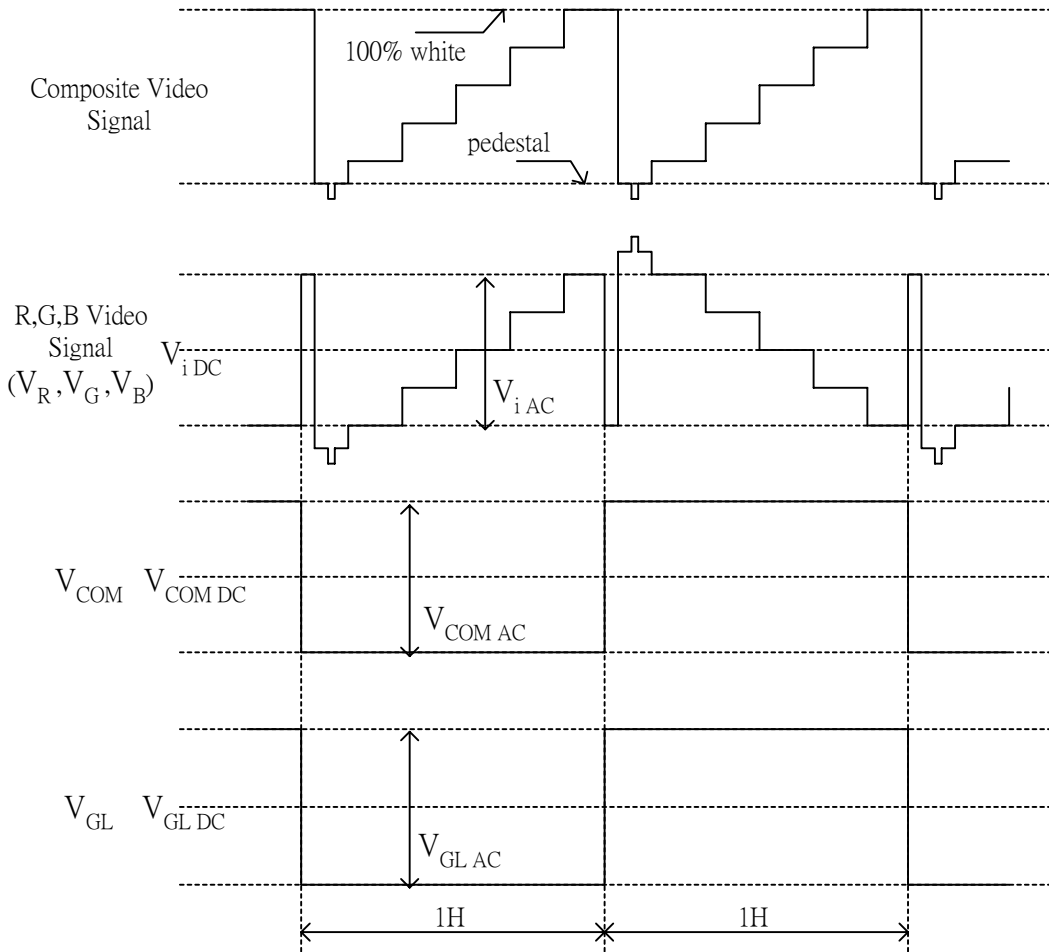 100% white
Composite Video
Signal
pedestal
R,G,B Video
Signal
(V_R ,V_G ,V_B)
V_i DC
V_i AC
V_COM V_COM DC
V_COM AC
V_GL V_GL DC
V_GL AC
1H 1H